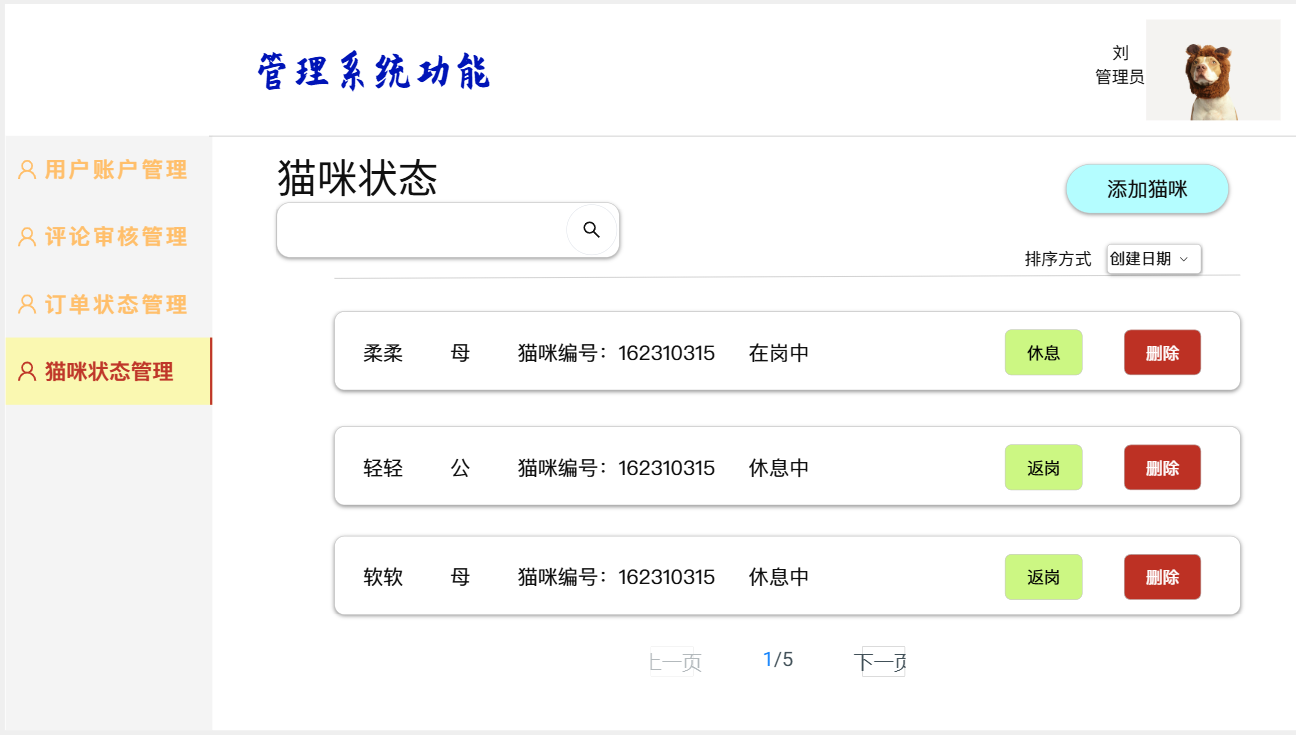 管理系统功能
刘
管理员
用户账户管理
评论审核管理
订单状态管理
猫咪状态管理
猫咪状态
添加猫咪
排序方式 创建日期
柔柔 母 猫咪编号：162310315 在岗中 休息 删除
轻轻 公 猫咪编号：162310315 休息中 返岗 删除
软软 母 猫咪编号：162310315 休息中 返岗 删除
上一页 1/5 下一页